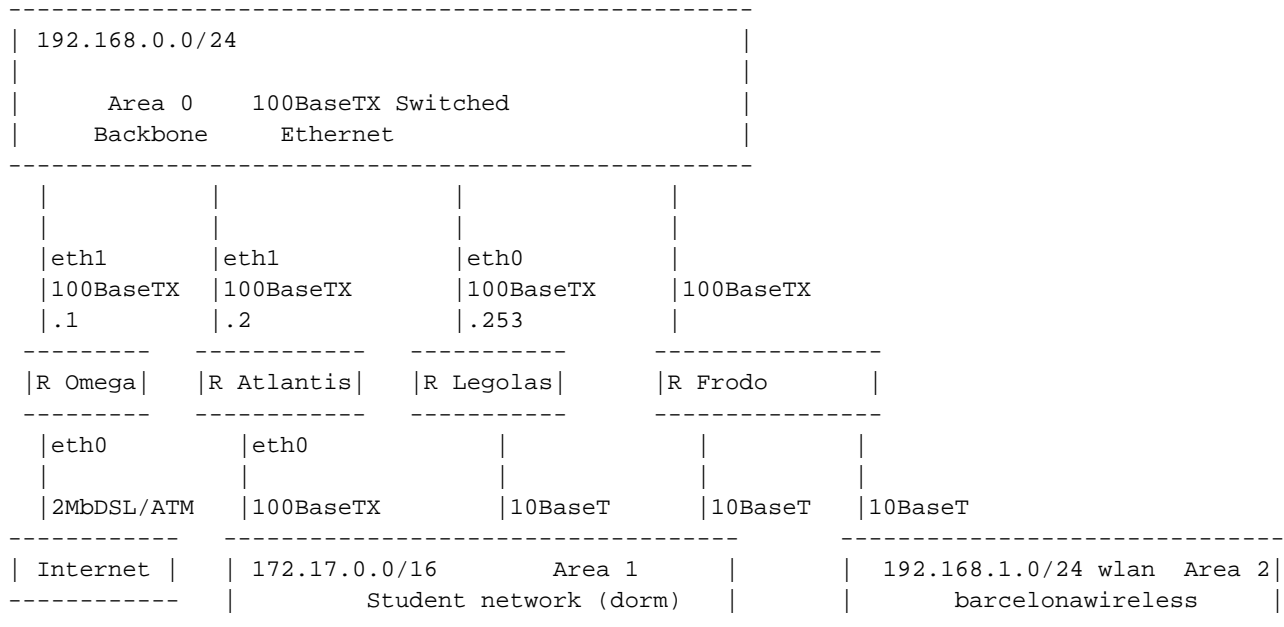 ---------------------------------------------------
| 192.168.0.0/24                                  |
|                                                 |
|      Area 0    100BaseTX Switched               |
|     Backbone     Ethernet                       |
---------------------------------------------------
  |           |                |              |
  |           |                |              |
  |eth1       |eth1            |eth0          |
  |100BaseTX  |100BaseTX       |100BaseTX     |100BaseTX
  |.1         |.2              |.253          |
 ---------   ------------   -----------      ----------------
 |R Omega|   |R Atlantis|   |R Legolas|      |R Frodo       |
 ---------   ------------   -----------      ----------------
  |eth0         |eth0             |             |          |
  |             |                 |             |          |
  |2MbDSL/ATM   |100BaseTX        |10BaseT      |10BaseT   |10BaseT
------------   ------------------------------------       -------------------------------
| Internet |   | 172.17.0.0/16        Area 1      |       |  192.168.1.0/24 wlan  Area 2|
------------   |         Student network (dorm)   |       |       barcelonawireless     |